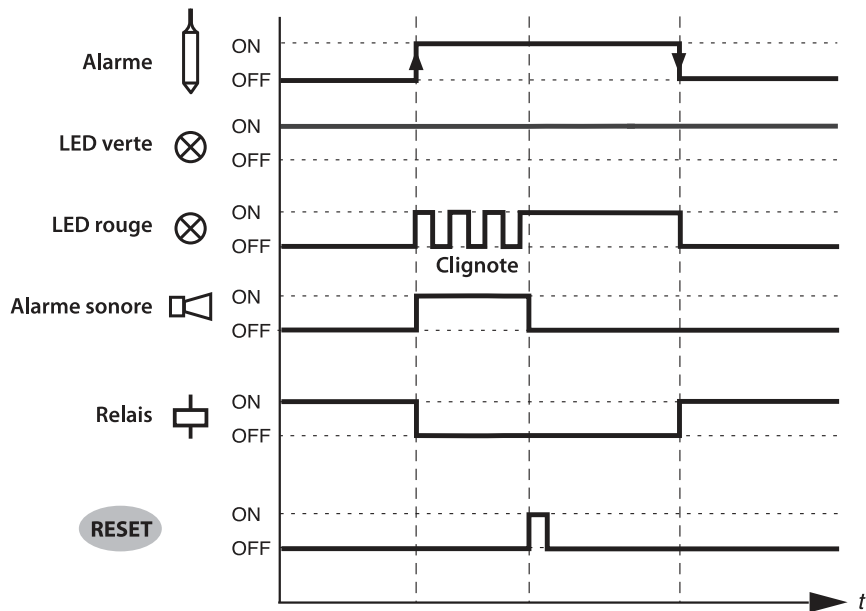 ON
Alarme
OFF
ON
LED verte
OFF
ON
LED rouge
OFF
Clignote
ON
Alarme sonore
OFF
ON
Relais
OFF
ON
RESET
OFF
t